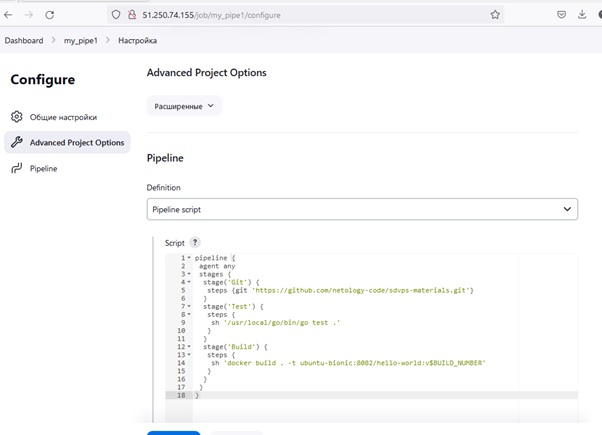 51.250.74.155/job/my_pipe1/configure
Dashboard > my_pipe1 > Настройка
Configure
Общие настройки
Advanced Project Options
Pipeline
Advanced Project Options
Расширенные
Pipeline
Definition
Pipeline script
Script ?
1 pipeline {
2 agent any
3 stages {
4 stage('Git') {
5 steps {git 'https://github.com/netology-code/sdvps-materials.git'}
6 }
7 stage('Test') {
8 steps {
9 sh '/usr/local/go/bin/go test .'
10 }
11 }
12 stage('Build') {
13 steps {
14 sh 'docker build . -t ubuntu-bionic:8082/hello-world:v$BUILD_NUMBER'
15 }
16 }
17 }
18 }